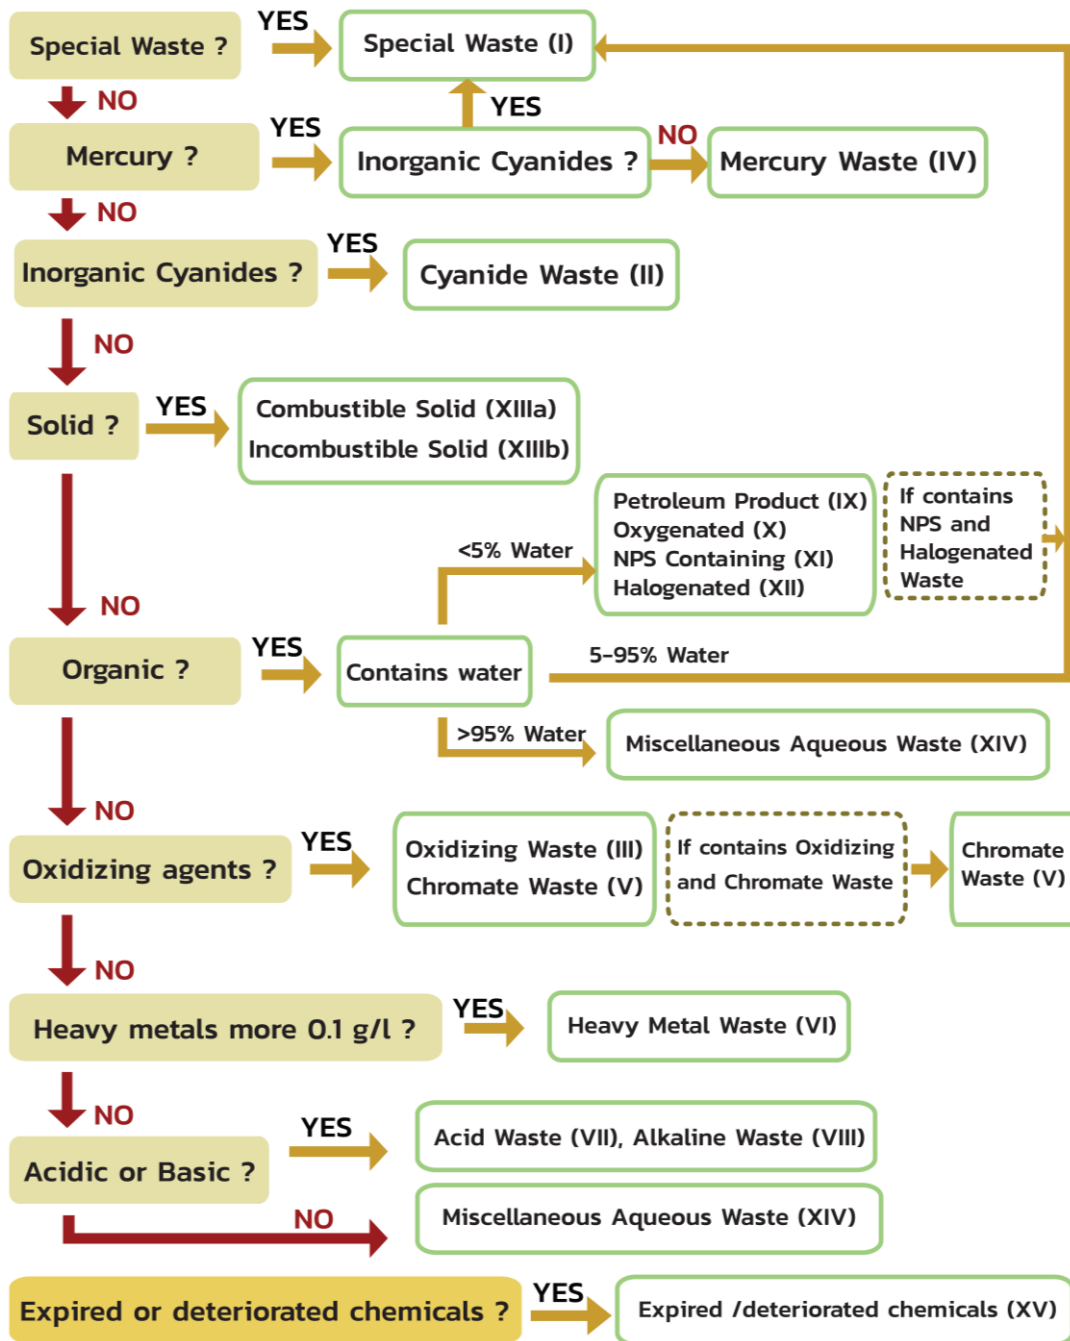 Special Waste ?
YES
Special Waste (I)
NO
YES
Mercury ?
YES
Inorganic Cyanides ?
NO
Mercury Waste (IV)
NO
Inorganic Cyanides ?
YES
Cyanide Waste (II)
NO
Solid ?
YES
Combustible Solid (XIIIa)
Incombustible Solid (XIIIb)
NO
<5% Water
Petroleum Product (IX)
Oxygenated (X)
NPS Containing (XI)
Halogenated (XII)
If contains
NPS and
Halogenated
Waste
Organic ?
YES
Contains water
5-95% Water
>95% Water
Miscellaneous Aqueous Waste (XIV)
NO
Oxidizing agents ?
YES
Oxidizing Waste (III)
Chromate Waste (V)
If contains Oxidizing
and Chromate Waste
Chromate
Waste (V)
NO
Heavy metals more 0.1 g/l ?
YES
Heavy Metal Waste (VI)
NO
Acidic or Basic ?
YES
Acid Waste (VII), Alkaline Waste (VIII)
NO
Miscellaneous Aqueous Waste (XIV)
Expired or deteriorated chemicals ?
YES
Expired /deteriorated chemicals (XV)